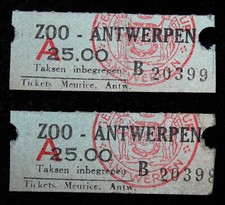 ZOO - ANTWERPEN
A 25.00
Taksen inbegrepen B 20399
Tickets Meurice, Antw.
ZOO - ANTWERPEN
A 25.00
Taksen inbegrepen B 20398
Tickets Meurice, Antw.